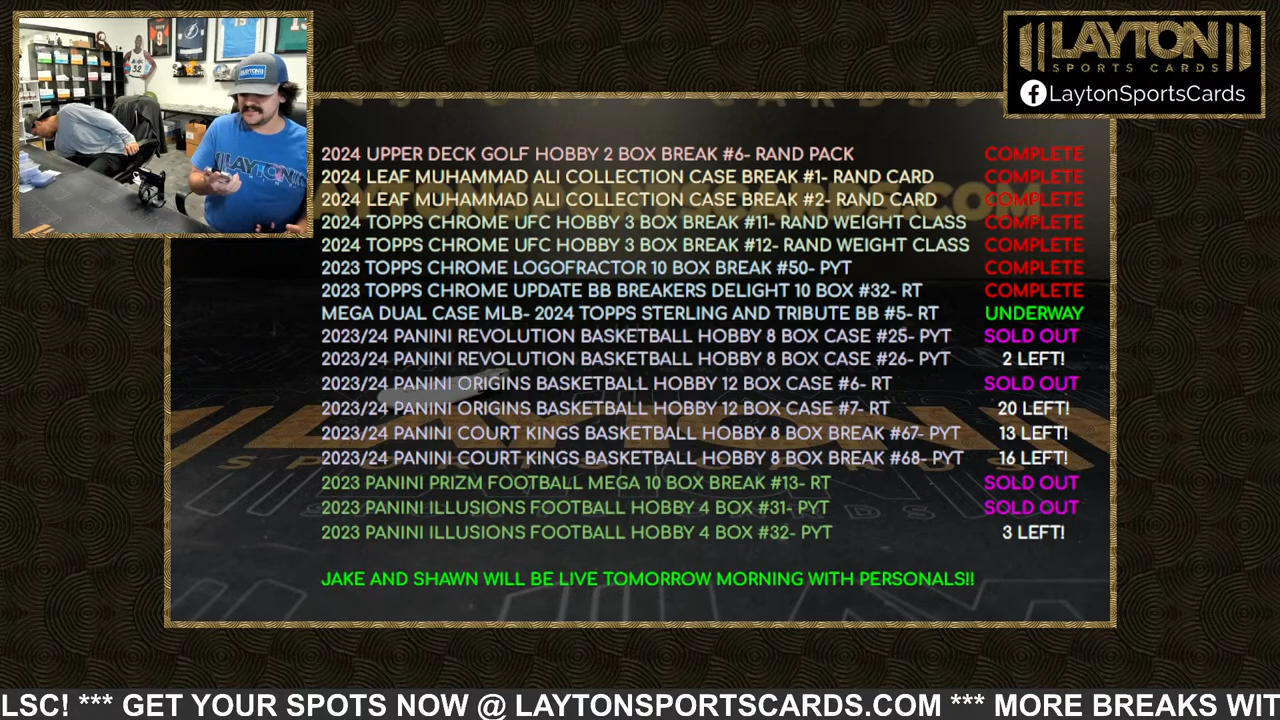 LAYTON
SPORTS CARDS
LaytonSportsCards
2024 UPPER DECK GOLF HOBBY 2 BOX BREAK #6- RAND PACK COMPLETE
2024 LEAF MUHAMMAD ALI COLLECTION CASE BREAK #1- RAND CARD COMPLETE
2024 LEAF MUHAMMAD ALI COLLECTION CASE BREAK #2- RAND CARD COMPLETE
2024 TOPPS CHROME UFC HOBBY 3 BOX BREAK #11- RAND WEIGHT CLASS COMPLETE
2024 TOPPS CHROME UFC HOBBY 3 BOX BREAK #12- RAND WEIGHT CLASS COMPLETE
2023 TOPPS CHROME LOGOFRACTOR 10 BOX BREAK #50- PYT COMPLETE
2023 TOPPS CHROME UPDATE BB BREAKERS DELIGHT 10 BOX #32- RT COMPLETE
MEGA DUAL CASE MLB- 2024 TOPPS STERLING AND TRIBUTE BB #5- RT UNDERWAY
2023/24 PANINI REVOLUTION BASKETBALL HOBBY 8 BOX CASE #25- PYT SOLD OUT
2023/24 PANINI REVOLUTION BASKETBALL HOBBY 8 BOX CASE #26- PYT 2 LEFT!
2023/24 PANINI ORIGINS BASKETBALL HOBBY 12 BOX CASE #6- RT SOLD OUT
2023/24 PANINI ORIGINS BASKETBALL HOBBY 12 BOX CASE #7- RT 20 LEFT!
2023/24 PANINI COURT KINGS BASKETBALL HOBBY 8 BOX BREAK #67- PYT 13 LEFT!
2023/24 PANINI COURT KINGS BASKETBALL HOBBY 8 BOX BREAK #68- PYT 16 LEFT!
2023 PANINI PRIZM FOOTBALL MEGA 10 BOX BREAK #13- RT SOLD OUT
2023 PANINI ILLUSIONS FOOTBALL HOBBY 4 BOX #31- PYT SOLD OUT
2023 PANINI ILLUSIONS FOOTBALL HOBBY 4 BOX #32- PYT 3 LEFT!
JAKE AND SHAWN WILL BE LIVE TOMORROW MORNING WITH PERSONALS!!
LSC! *** GET YOUR SPOTS NOW @ LAYTONSPORTSCARDS.COM *** MORE BREAKS WIT